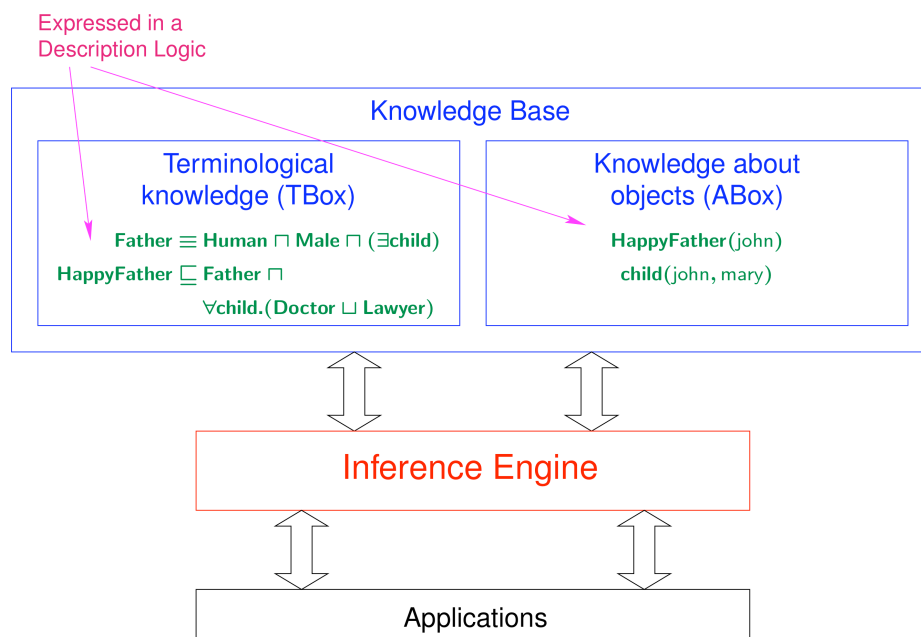 Expressed in a
Description Logic
Knowledge Base
Terminological
knowledge (TBox)
Father ≡ Human ⊓ Male ⊓ (∃child)
HappyFather ⊑ Father ⊓
∀child.(Doctor ⊔ Lawyer)
Knowledge about
objects (ABox)
HappyFather(john)
child(john, mary)
Inference Engine
Applications